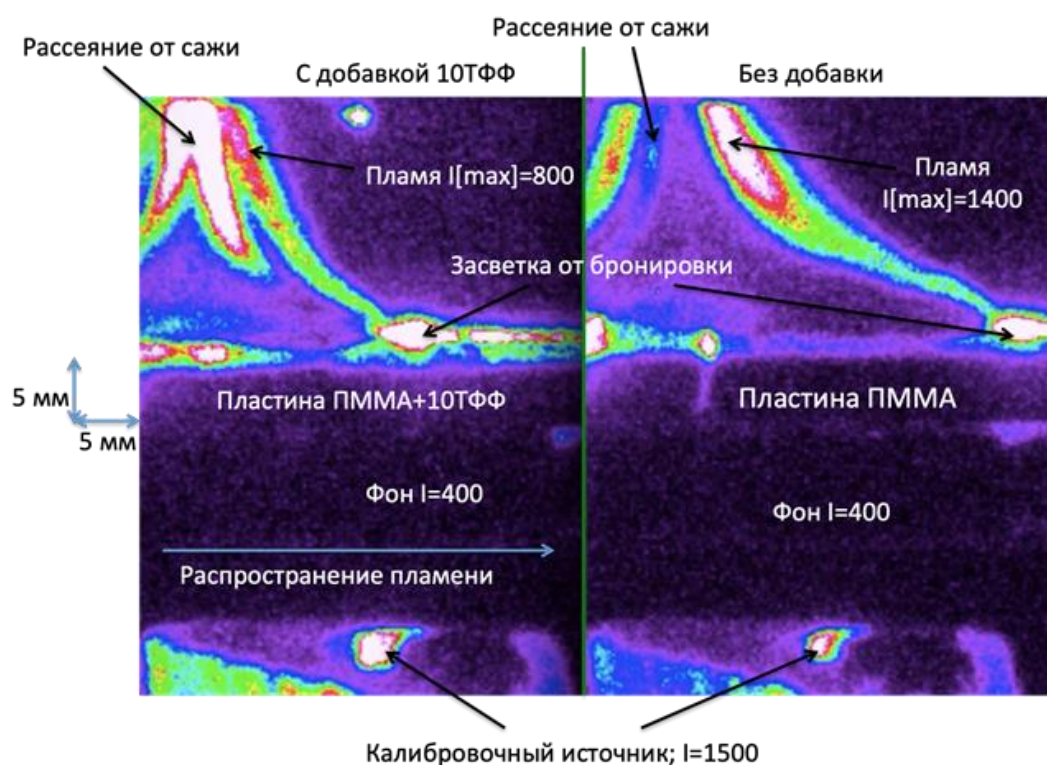 Рассеяние от сажи
Рассеяние от сажи
С добавкой 10ТФФ
Без добавки
Пламя I[max]=800
Пламя
I[max]=1400
Засветка от бронировки
5 мм
5 мм
Пластина ПММА+10ТФФ
Пластина ПММА
Фон I=400
Фон I=400
Распространение пламени
Калибровочный источник; I=1500